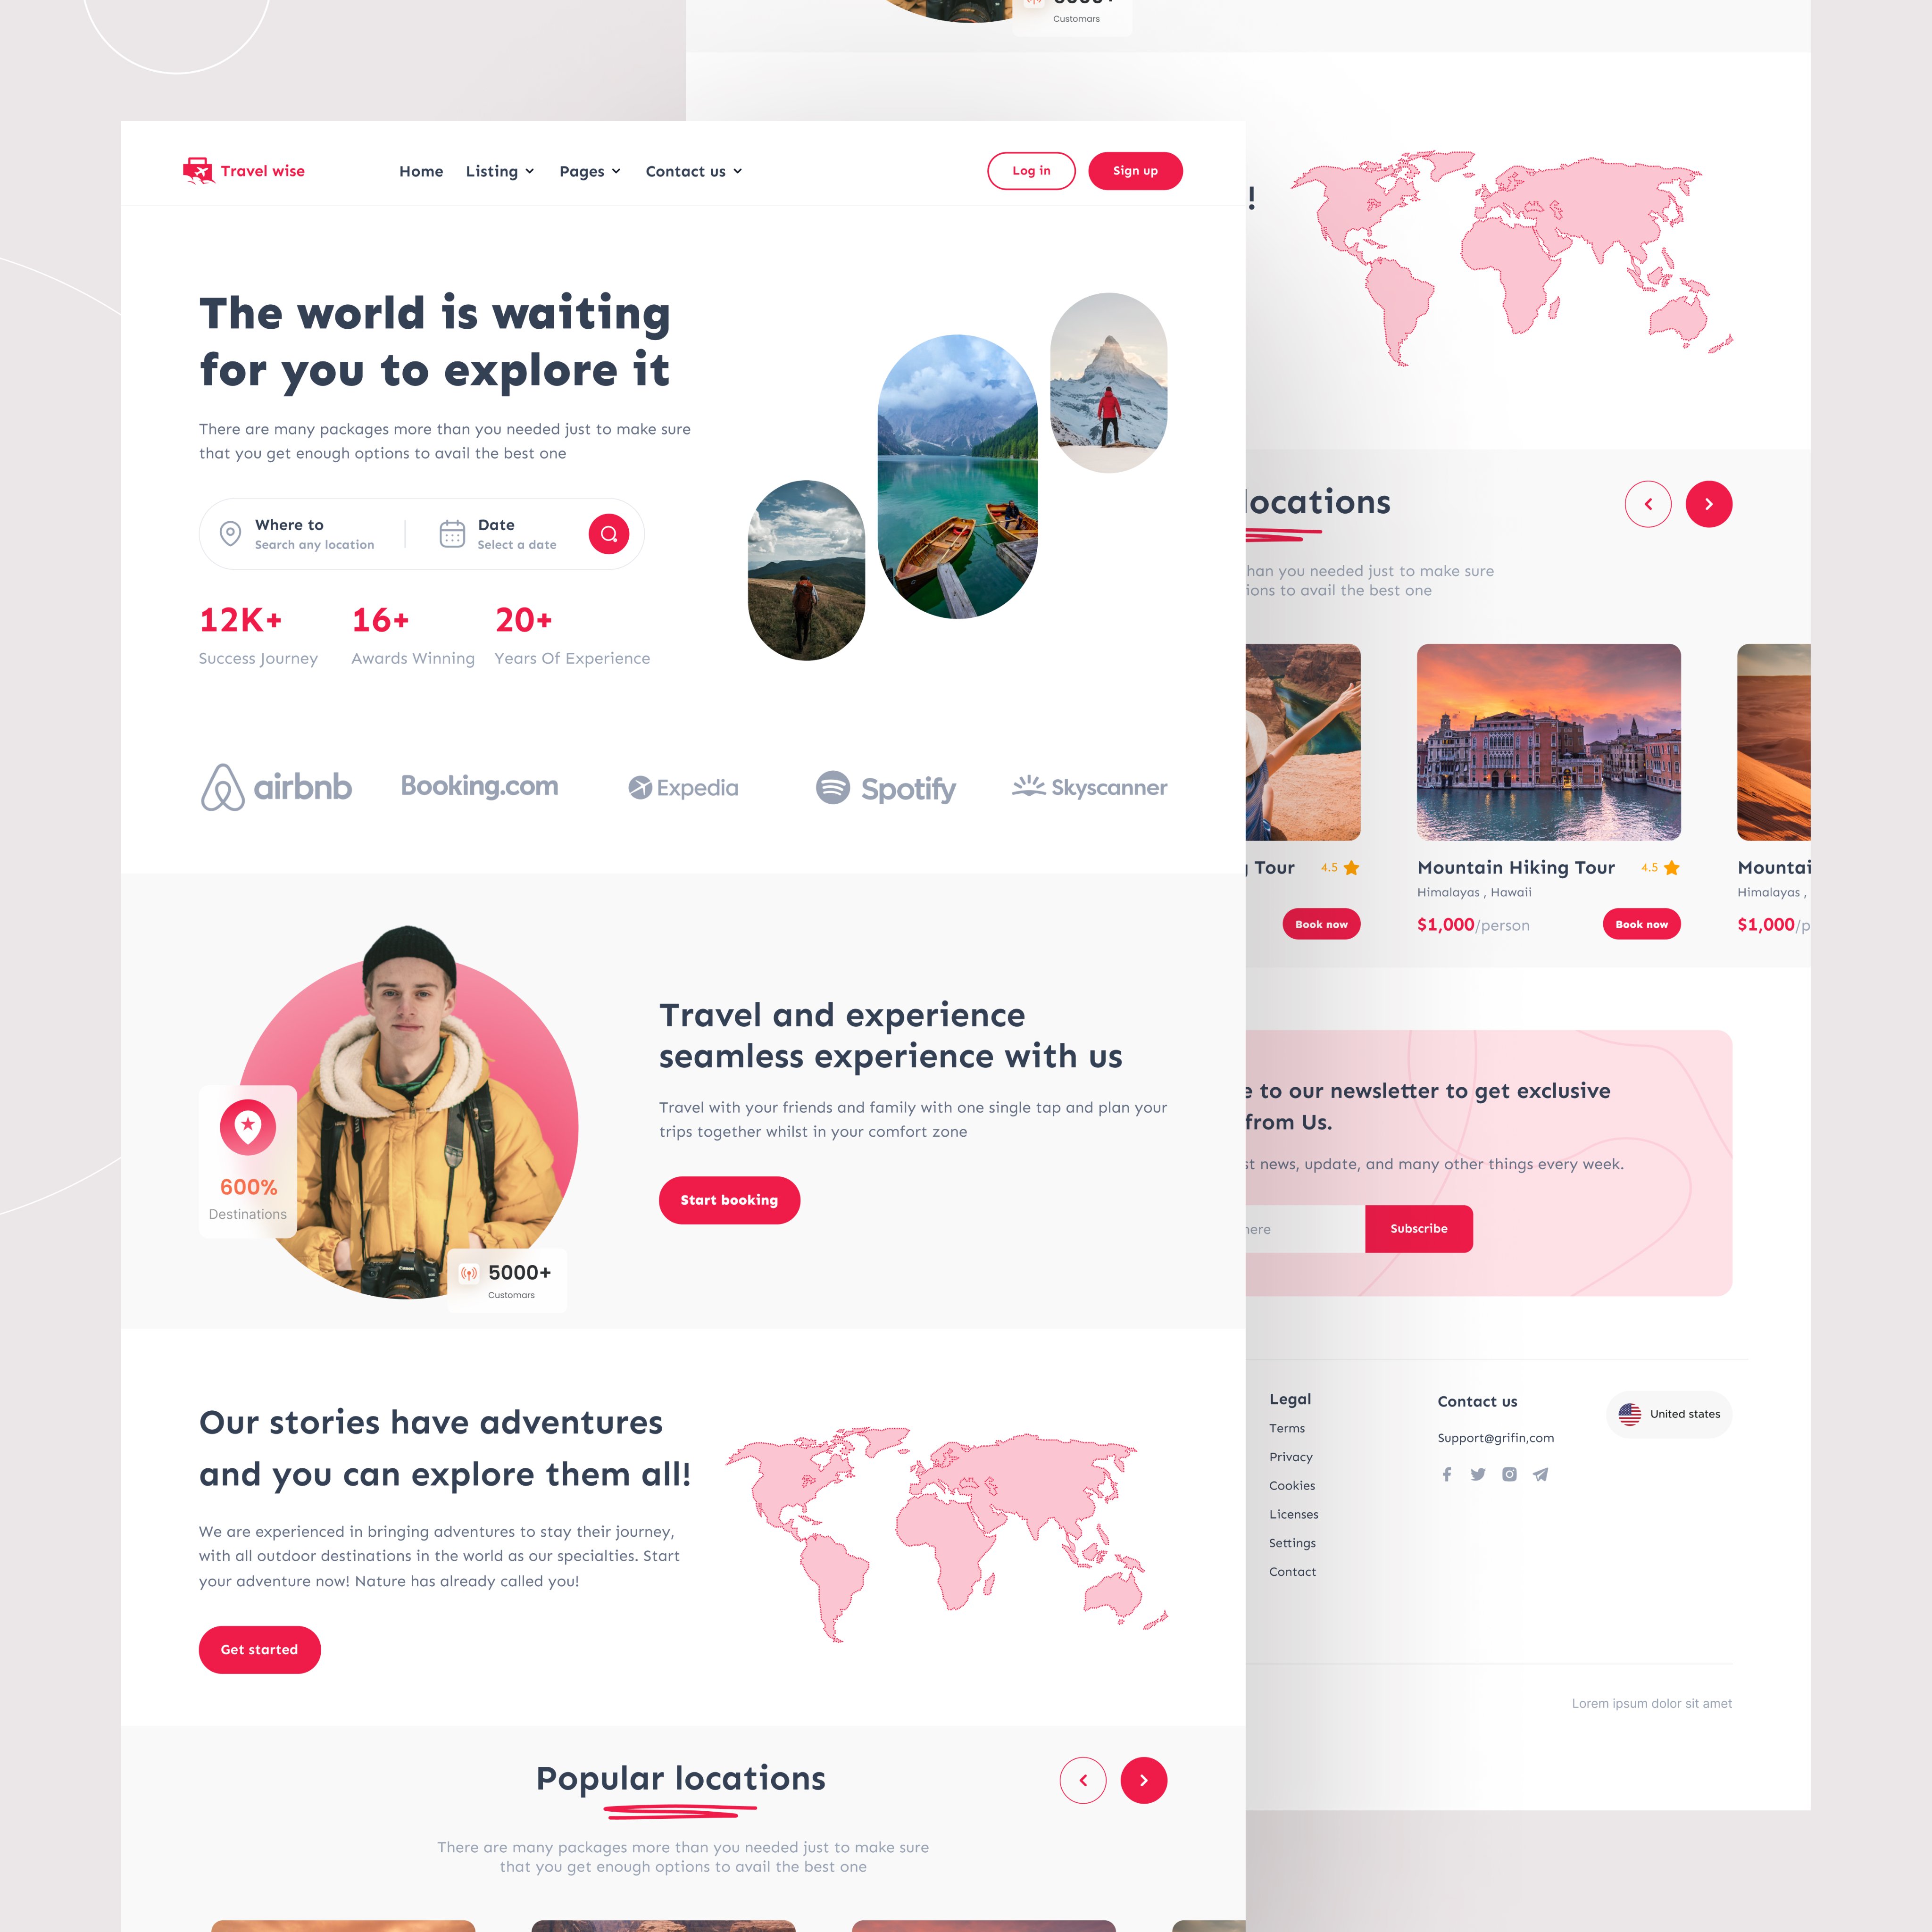 Customars
Travel wise
Home
Listing
Pages
Contact us
Log in
Sign up
The world is waiting
for you to explore it
There are many packages more than you needed just to make sure
that you get enough options to avail the best one
Where to
Search any location
Date
Select a date
12K+
Success Journey
16+
Awards Winning
20+
Years Of Experience
airbnb
Booking.com
Expedia
Spotify
Skyscanner
600%
Destinations
Canon
5000+
Customars
Travel and experience
seamless experience with us
Travel with your friends and family with one single tap and plan your
trips together whilst in your comfort zone
Start booking
Our stories have adventures
and you can explore them all!
We are experienced in bringing adventures to stay their journey,
with all outdoor destinations in the world as our specialties. Start
your adventure now! Nature has already called you!
Get started
Popular locations
There are many packages more than you needed just to make sure
that you get enough options to avail the best one
!
locations
han you needed just to make sure
ions to avail the best one
Tour
4.5
Book now
Mountain Hiking Tour
4.5
Himalayas , Hawaii
$1,000/person
Book now
Mountai
Himalayas ,
$1,000/p
e to our newsletter to get exclusive
from Us.
st news, update, and many other things every week.
here
Subscribe
Legal
Terms
Privacy
Cookies
Licenses
Settings
Contact
Contact us
Support@grifin,com
United states
Lorem ipsum dolor sit amet